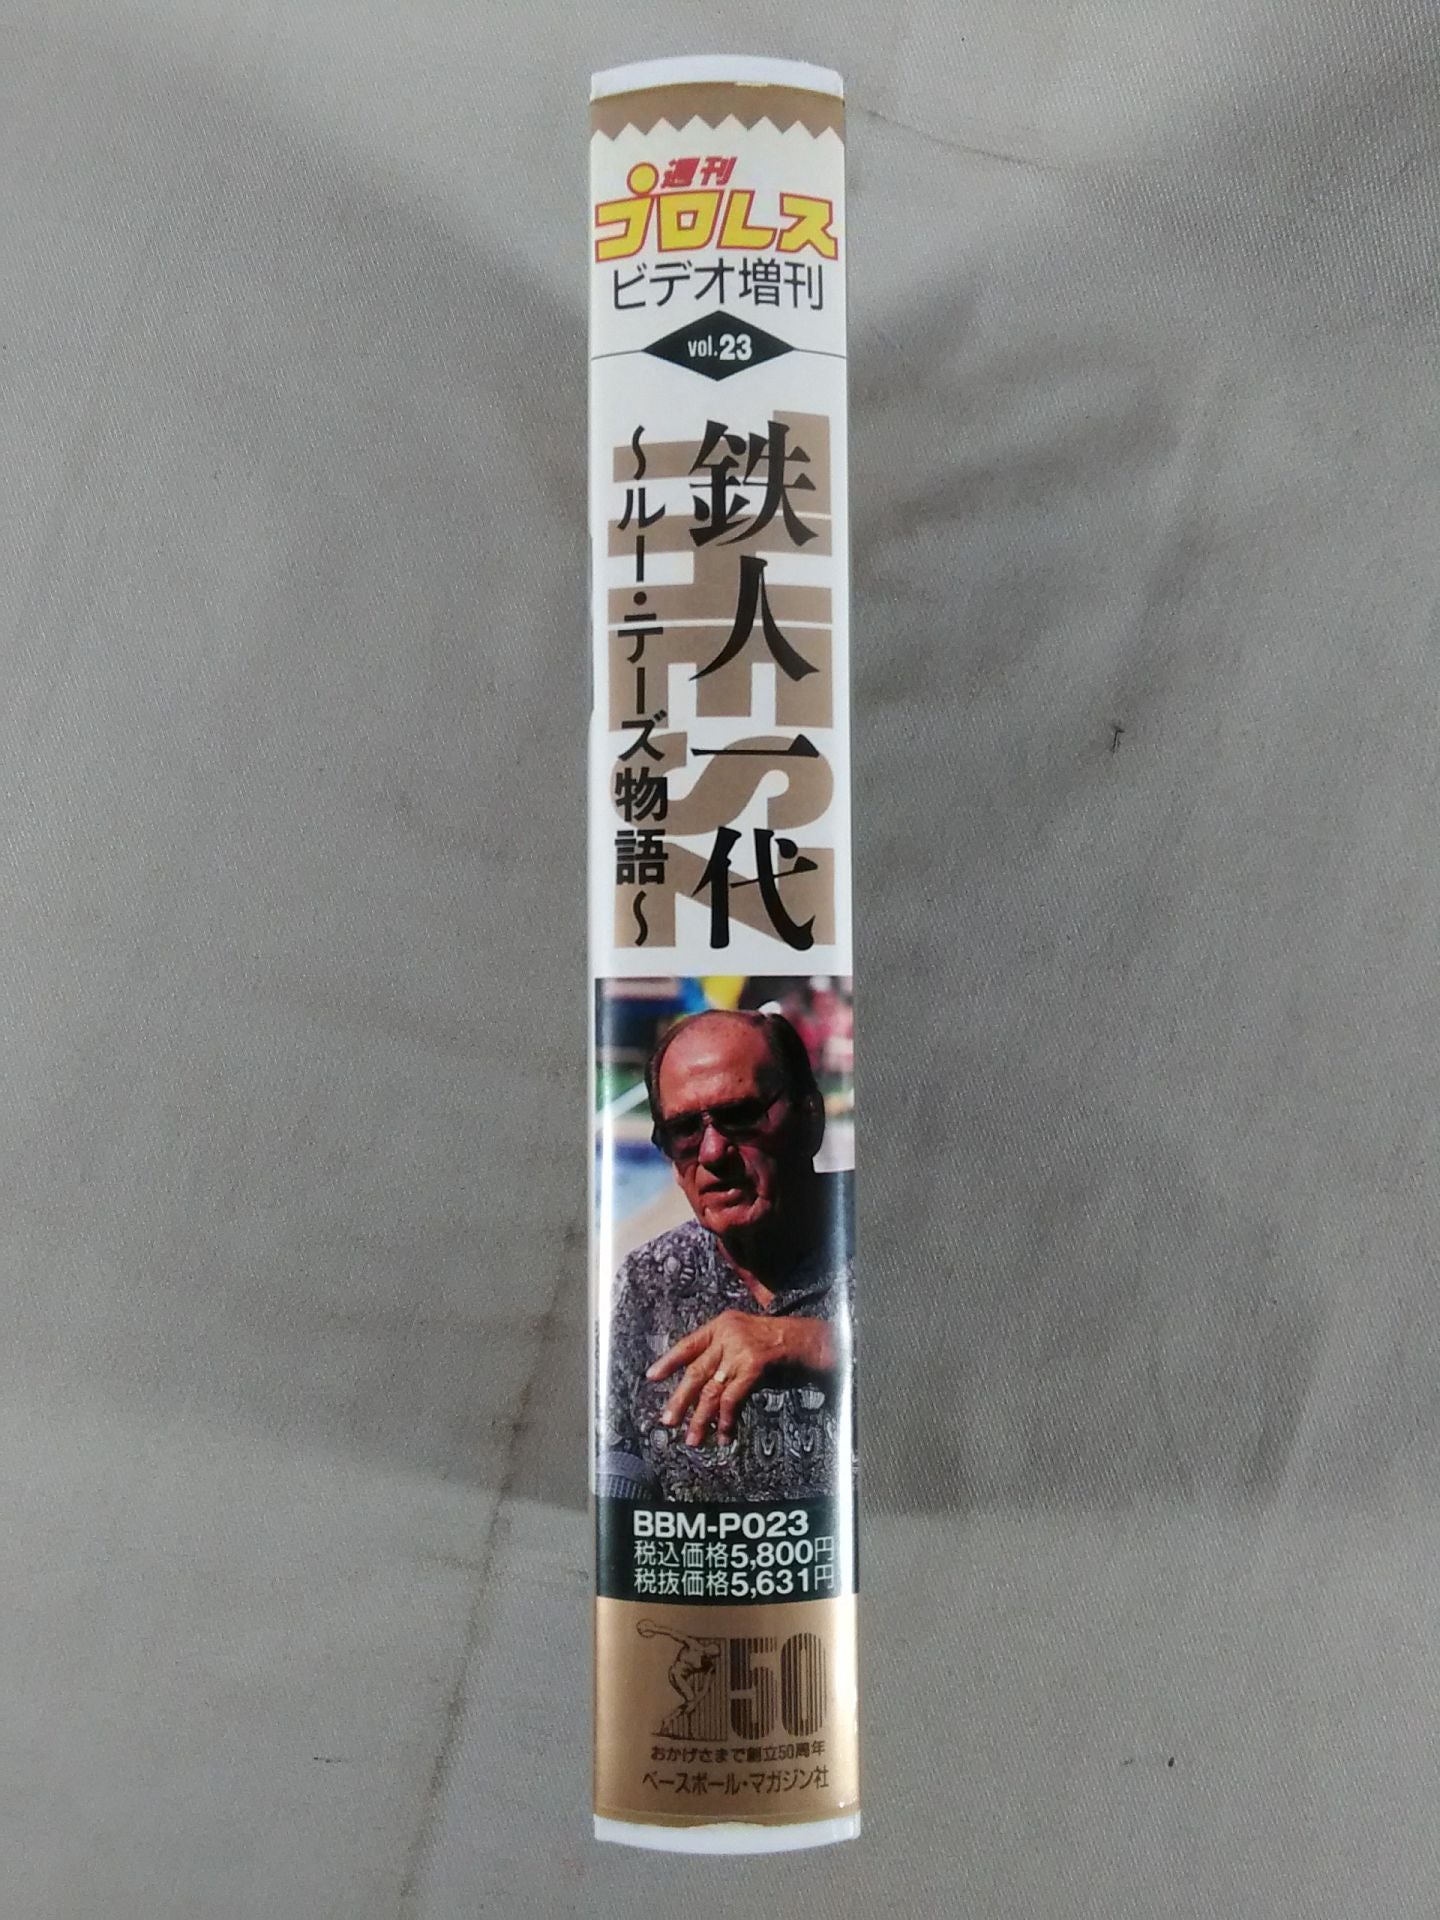 週刊
プロレス
ビデオ増刊
vol.23
THESZ
鉄人一代
～ルー・テーズ物語～
BBM-P023
税込価格5,800円
税抜価格5,631円
50
おかげさまで創立50周年
ベースボール・マガジン社